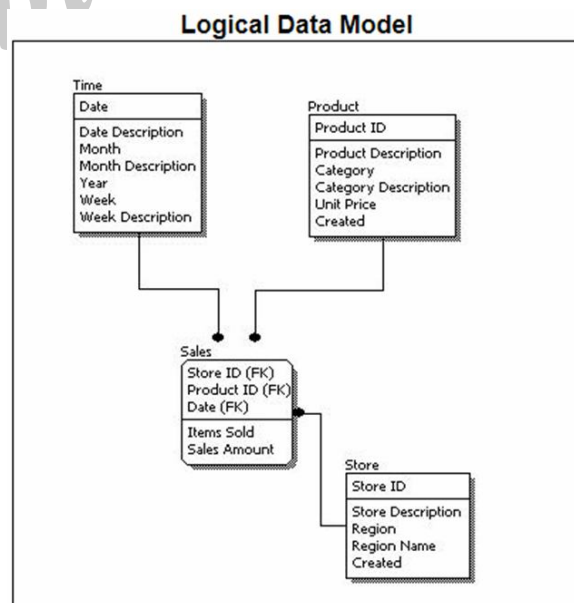 Logical Data Model
Time
Date
Date Description
Month
Month Description
Year
Week
Week Description
Product
Product ID
Product Description
Category
Category Description
Unit Price
Created
Sales
Store ID (FK)
Product ID (FK)
Date (FK)
Items Sold
Sales Amount
Store
Store ID
Store Description
Region
Region Name
Created